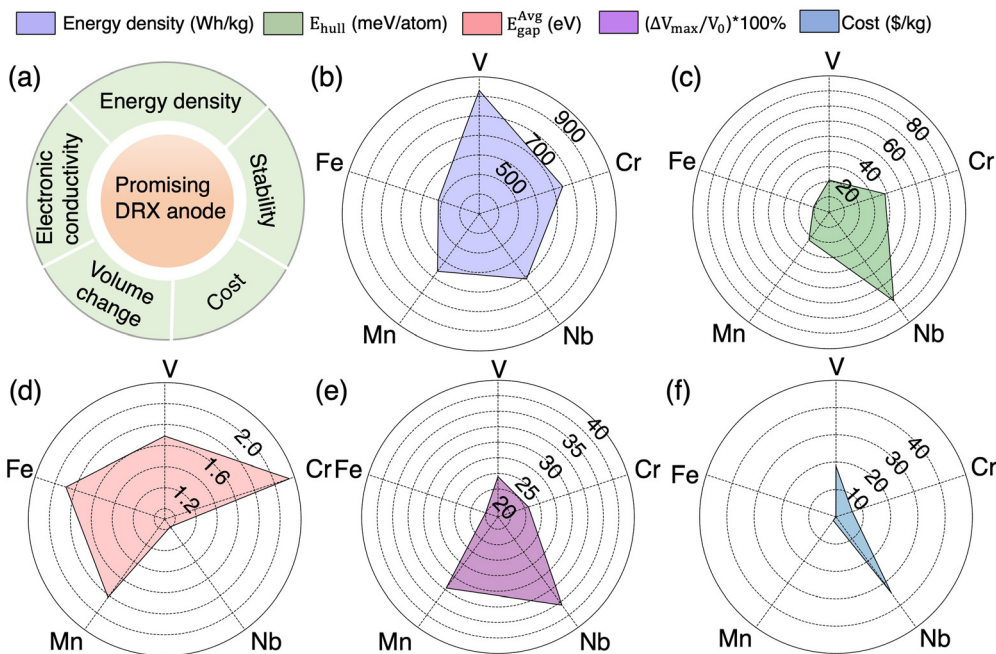 Energy density (Wh/kg) E_hull (meV/atom) E_gap^Avg (eV) (ΔV_max/V_0)*100% Cost ($/kg)
(a)
Energy density
Stability
Cost
Volume
change
Electronic
conductivity
Promising
DRX anode
(b)
V
Cr
Nb
Mn
Fe
500
700
900
(c)
V
Cr
Nb
Mn
Fe
20
40
60
80
(d)
V
Cr
Nb
Mn
Fe
1.2
1.6
2.0
(e)
V
Cr
Nb
Mn
Fe
20
25
30
35
40
(f)
V
Cr
Nb
Mn
Fe
10
20
30
40